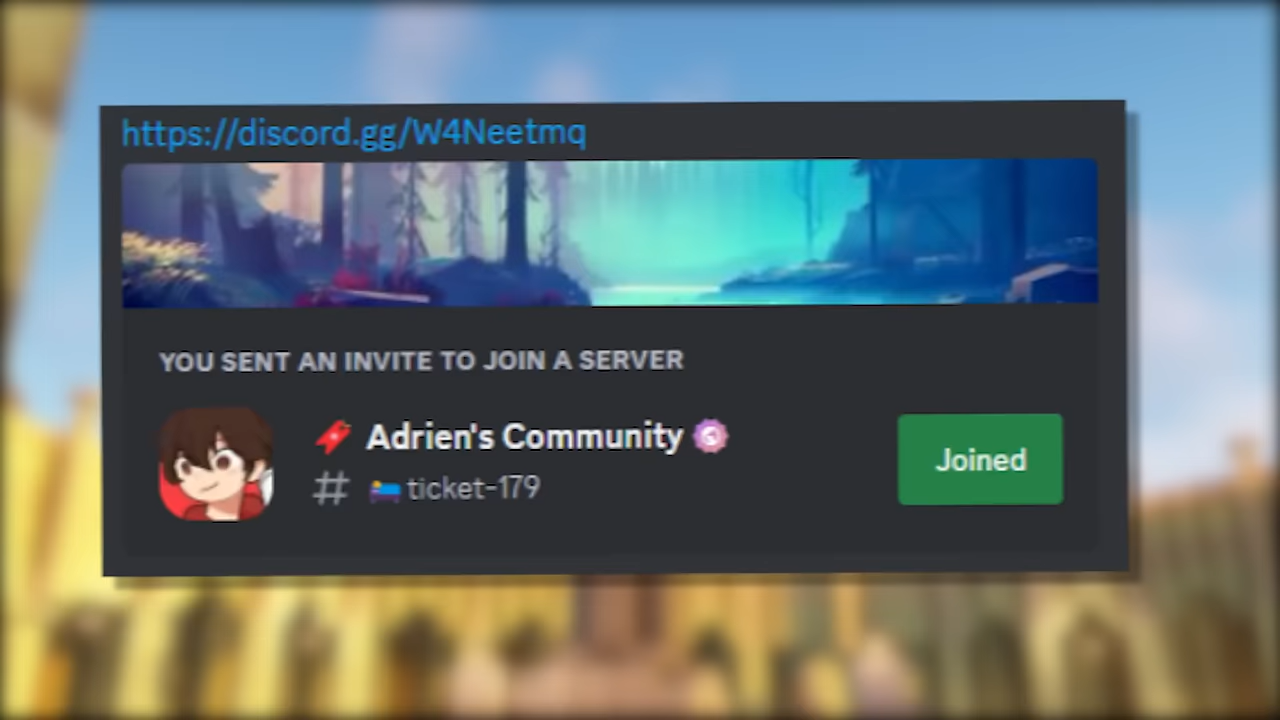 https://discord.gg/W4Neetmq
YOU SENT AN INVITE TO JOIN A SERVER
Adrien's Community
# ticket-179
Joined